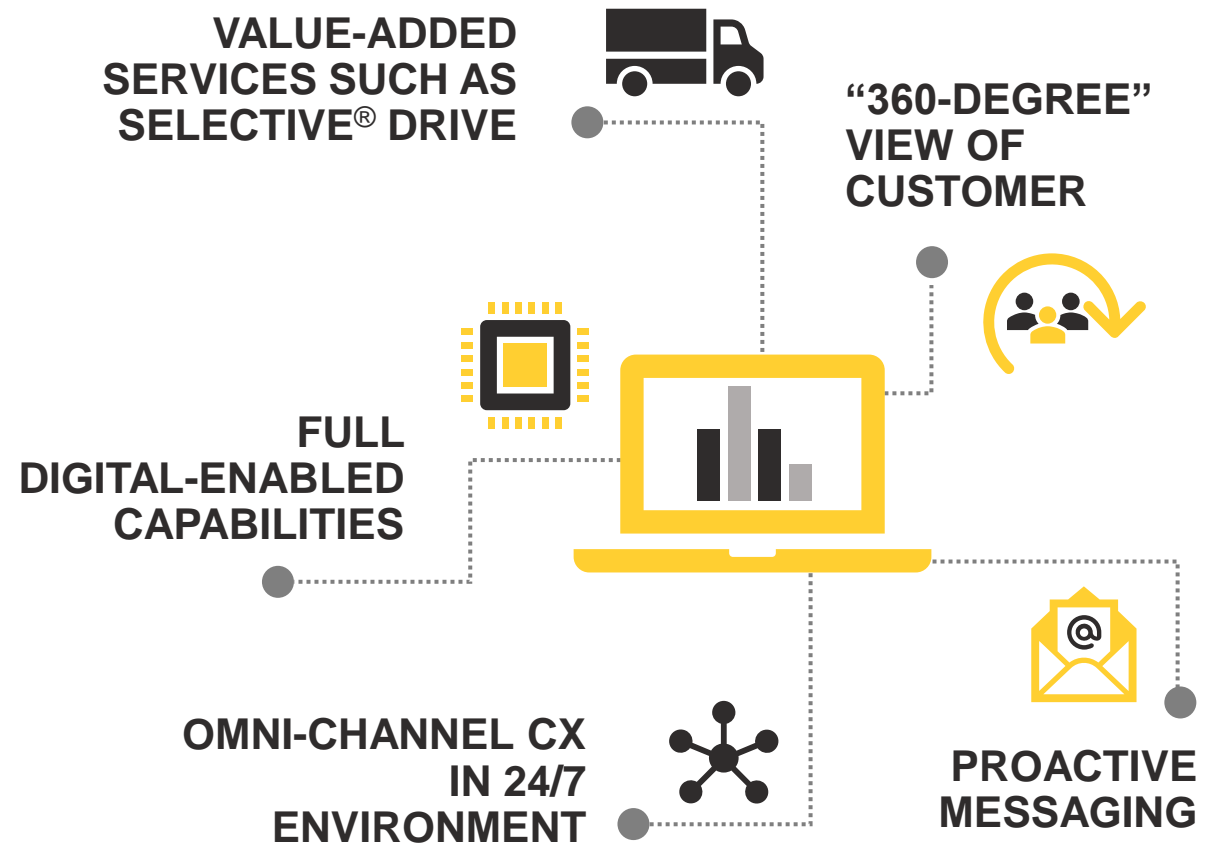 VALUE-ADDED
SERVICES SUCH AS
SELECTIVE® DRIVE
“360-DEGREE”
VIEW OF
CUSTOMER
FULL
DIGITAL-ENABLED
CAPABILITIES
@
OMNI-CHANNEL CX
IN 24/7
ENVIRONMENT
PROACTIVE
MESSAGING